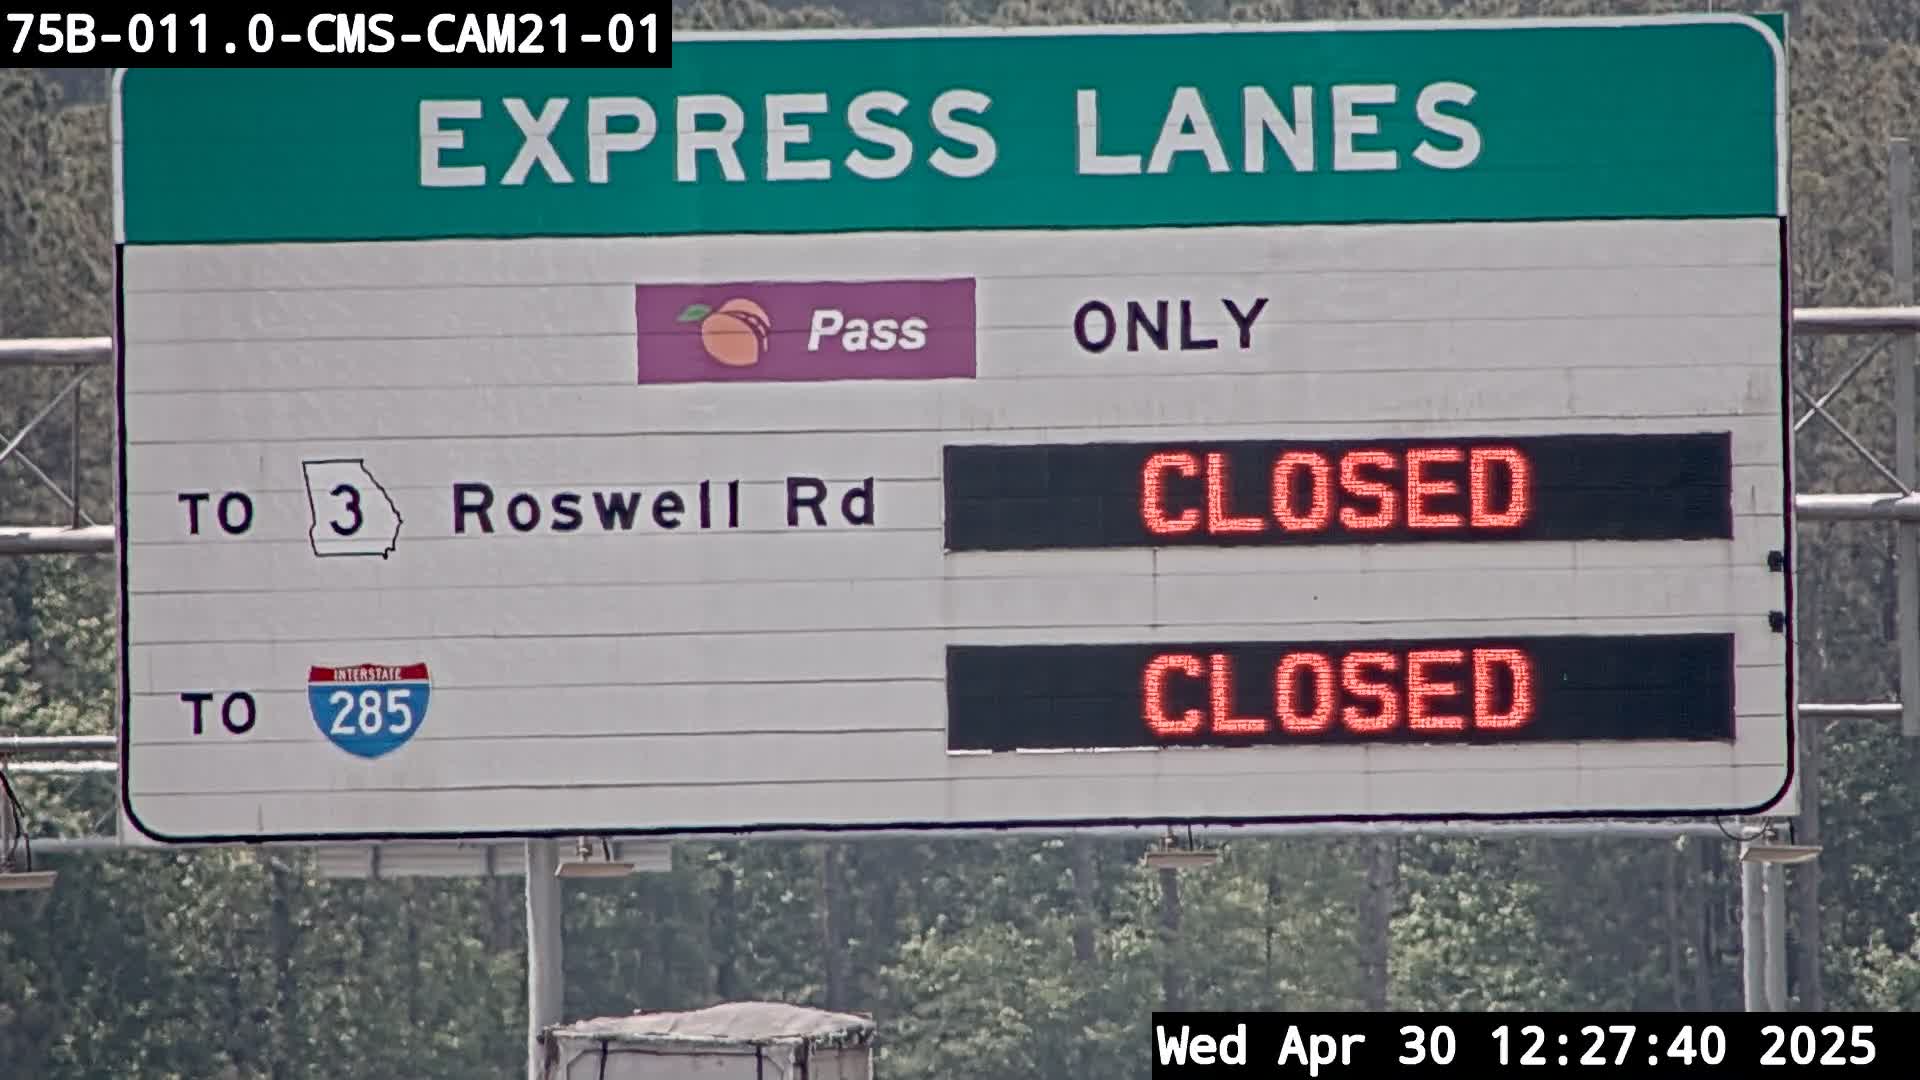 75B-011.0-CMS-CAM21-01
EXPRESS LANES
Pass ONLY
TO 3 Roswell Rd CLOSED
INTERSTATE
TO 285 CLOSED
Wed Apr 30 12:27:40 2025